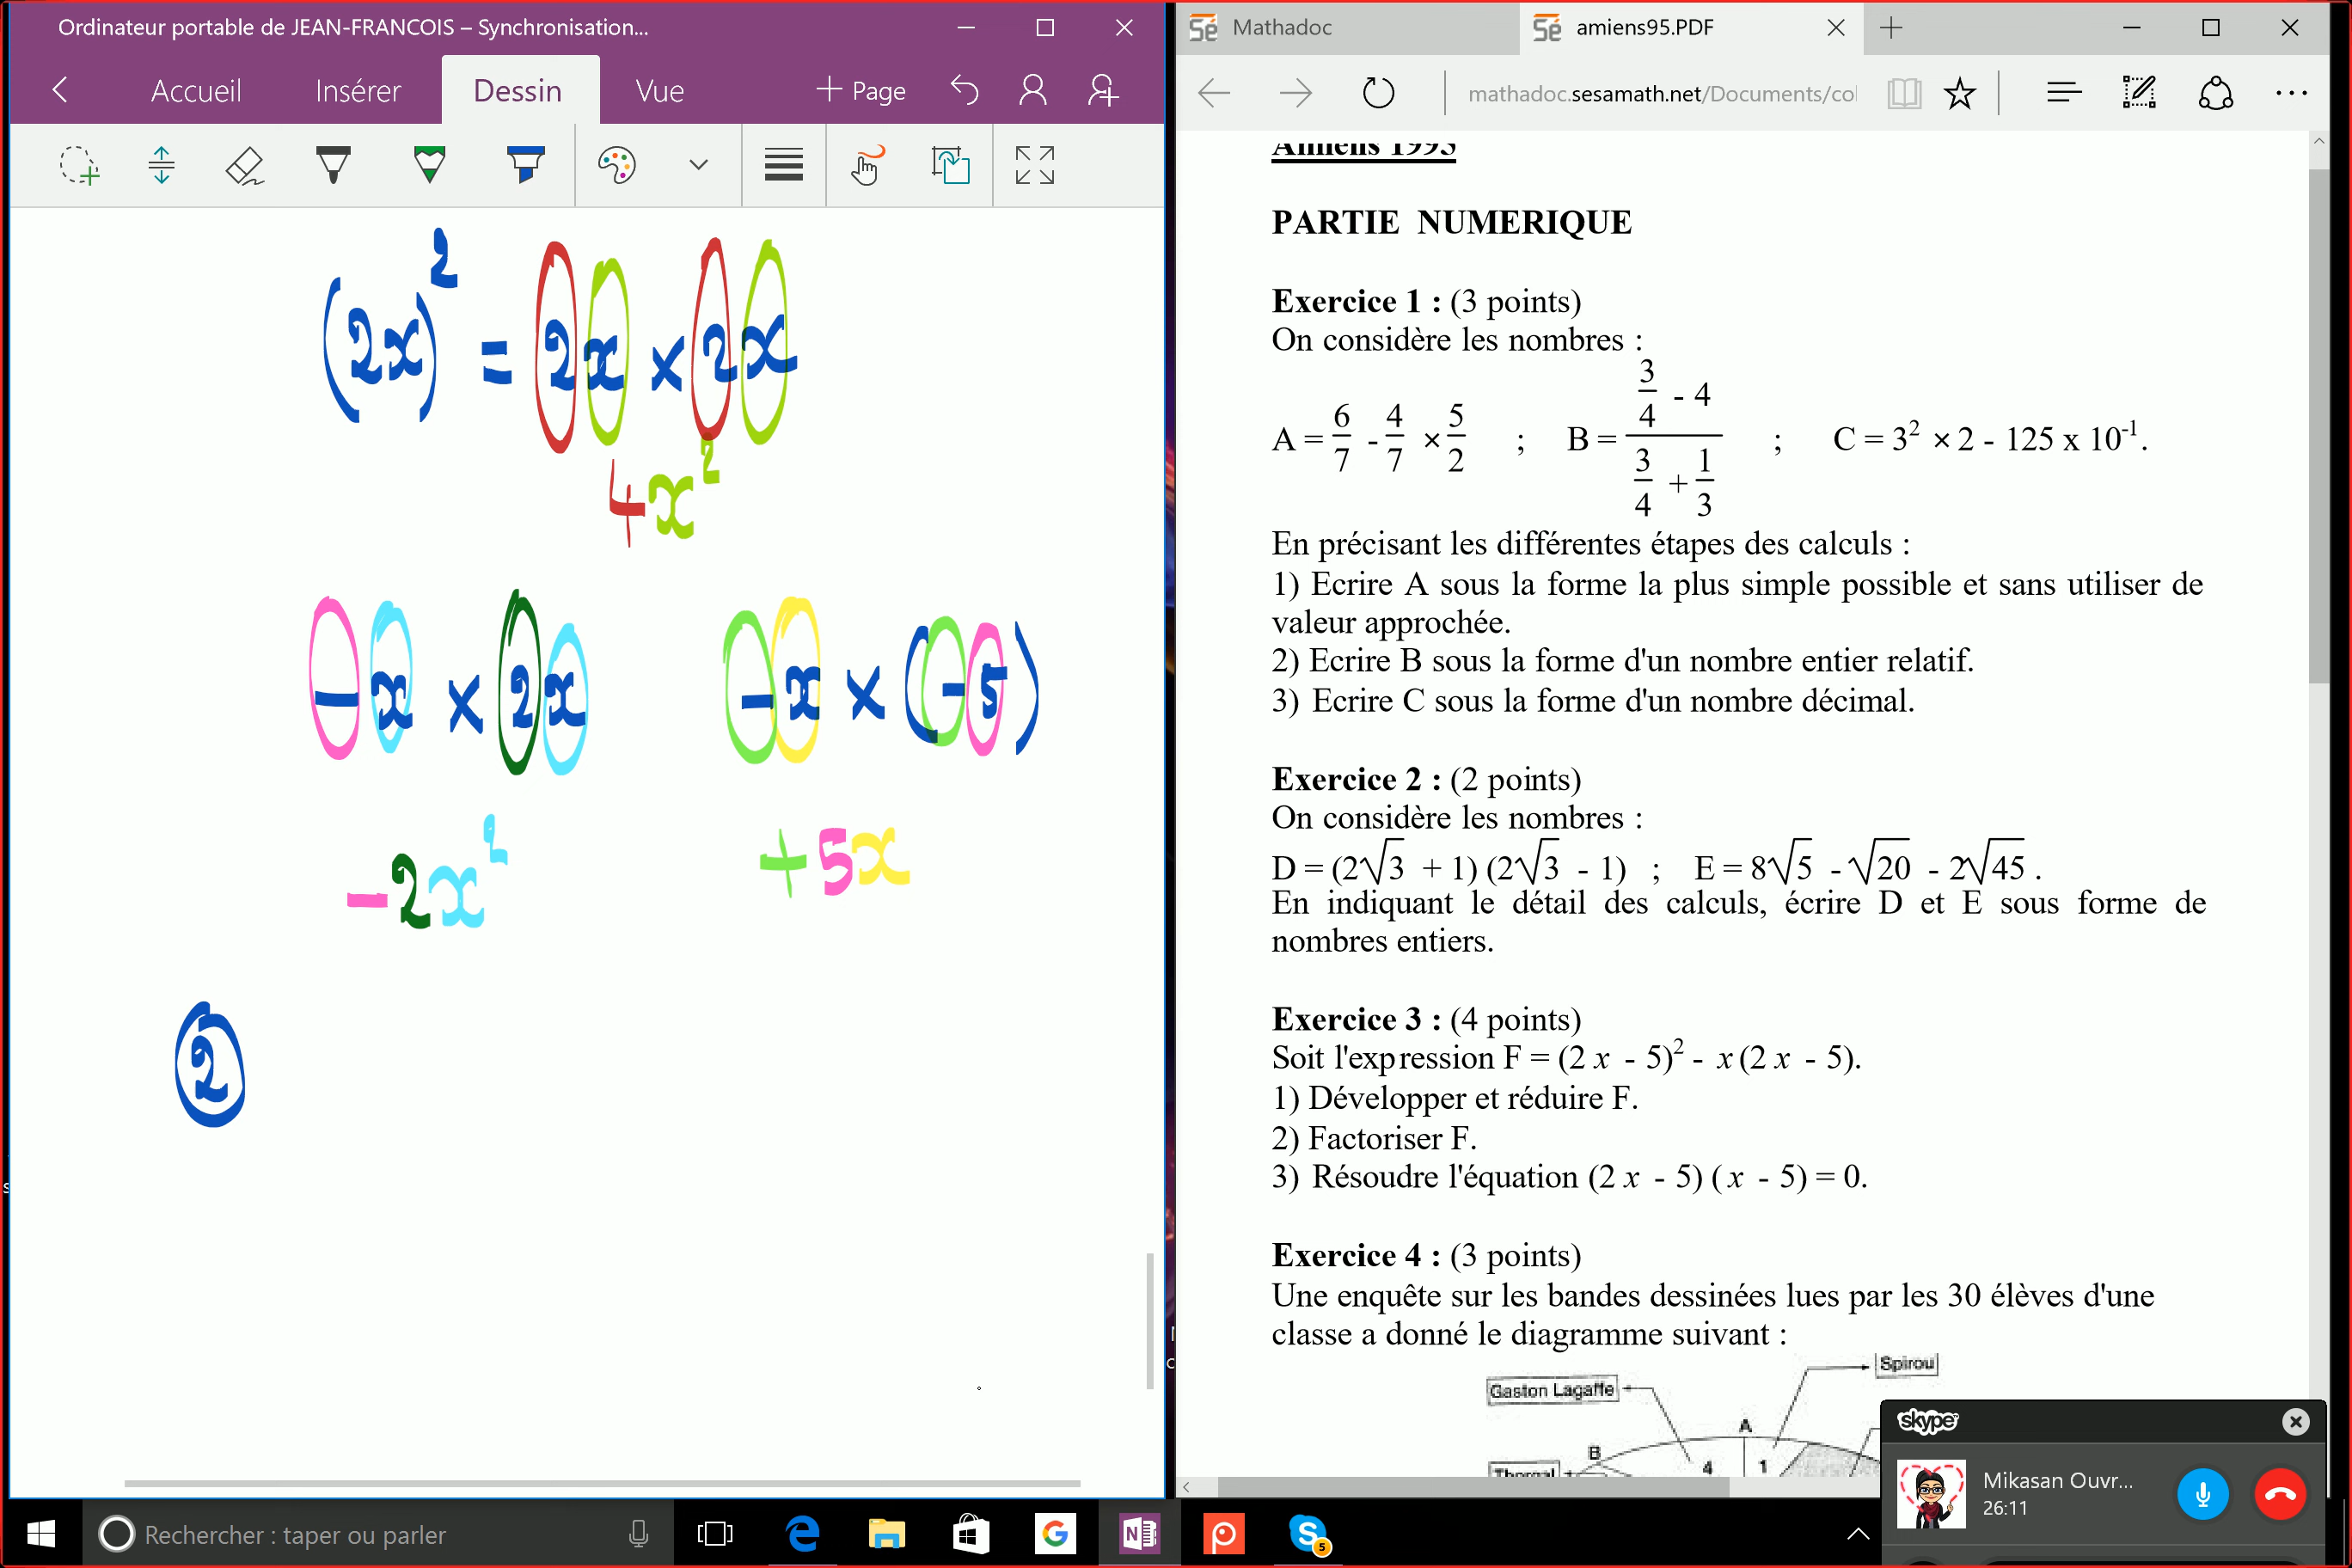 Ordinateur portable de JEAN-FRANCOIS – Synchronisation...
Accueil Insérer Dessin Vue + Page
(2x)² = 2x × 2x
4x²
-x × 2x -x × (-5)
-2x² +5x
2
Mathadoc amiens95.PDF
mathadoc.sesamath.net/Documents/col
Amiens 1995
PARTIE NUMERIQUE
Exercice 1 : (3 points)
On considère les nombres :
A = 6/7 - 4/7 × 5/2 ; B = (3/4 - 4)/(3/4 + 1/3) ; C = 3² × 2 - 125 x 10⁻¹.
En précisant les différentes étapes des calculs :
1) Ecrire A sous la forme la plus simple possible et sans utiliser de
valeur approchée.
2) Ecrire B sous la forme d'un nombre entier relatif.
3) Ecrire C sous la forme d'un nombre décimal.
Exercice 2 : (2 points)
On considère les nombres :
D = (2√3 + 1) (2√3 - 1) ; E = 8√5 - √20 - 2√45 .
En indiquant le détail des calculs, écrire D et E sous forme de
nombres entiers.
Exercice 3 : (4 points)
Soit l'expression F = (2 x - 5)² - x (2 x - 5).
1) Développer et réduire F.
2) Factoriser F.
3) Résoudre l'équation (2 x - 5) ( x - 5) = 0.
Exercice 4 : (3 points)
Une enquête sur les bandes dessinées lues par les 30 élèves d'une
classe a donné le diagramme suivant :
Spirou
Gaston Lagaffe
A
B
Thorgal
4 1
skype
Mikasan Ouvr...
26:11
Rechercher : taper ou parler
5